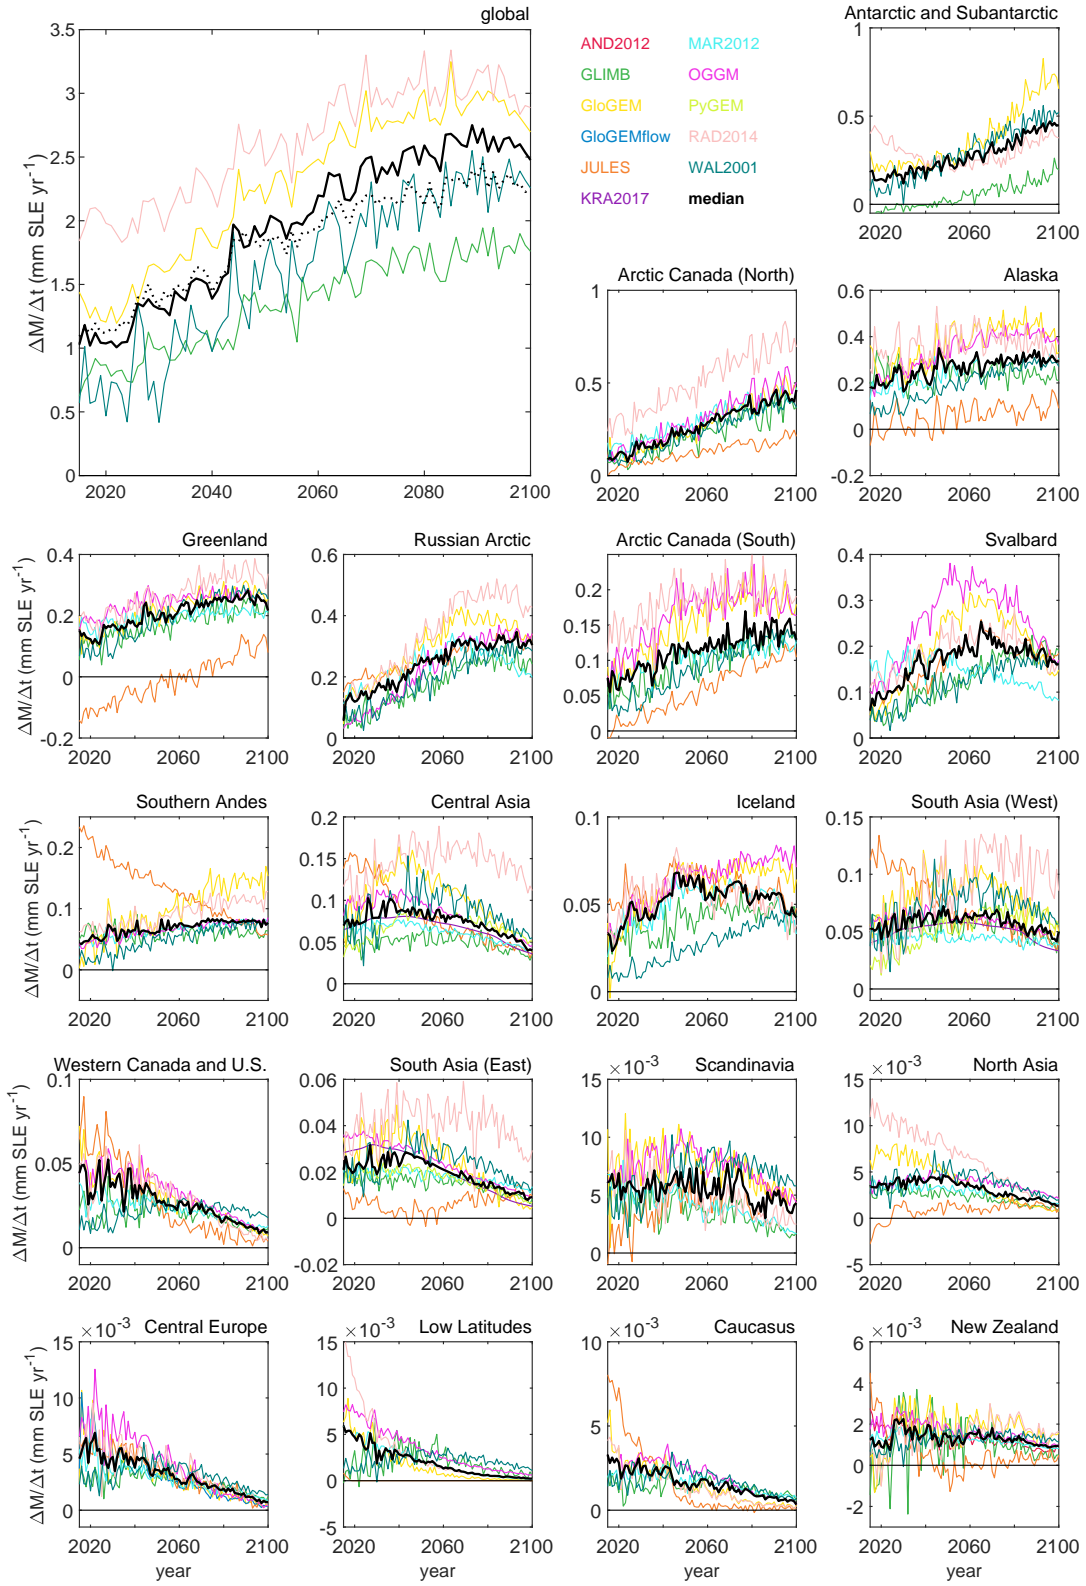 global
Antarctic and Subantarctic
3.5
3
2.5
2
1.5
1
0.5
0
ΔM/Δt (mm SLE yr-1)
2020 2040 2060 2080 2100
AND2012 MAR2012
GLIMB OGGM
GloGEM PyGEM
GloGEMflow RAD2014
JULES WAL2001
KRA2017 median
1
0.5
0
2020 2060 2100
Arctic Canada (North)
1
0.5
0
2020 2060 2100
Alaska
0.6
0.4
0.2
0
-0.2
2020 2060 2100
Greenland
0.4
0.2
0
-0.2
ΔM/Δt (mm SLE yr-1)
2020 2060 2100
Russian Arctic
0.6
0.4
0.2
0
2020 2060 2100
Arctic Canada (South)
0.2
0.15
0.1
0.05
0
2020 2060 2100
Svalbard
0.4
0.3
0.2
0.1
0
2020 2060 2100
Southern Andes
0.2
0.1
0
ΔM/Δt (mm SLE yr-1)
2020 2060 2100
Central Asia
0.2
0.15
0.1
0.05
0
2020 2060 2100
Iceland
0.1
0.05
0
2020 2060 2100
South Asia (West)
0.15
0.1
0.05
0
2020 2060 2100
Western Canada and U.S.
0.1
0.05
0
ΔM/Δt (mm SLE yr-1)
2020 2060 2100
South Asia (East)
0.06
0.04
0.02
0
-0.02
2020 2060 2100
Scandinavia
×10-3
15
10
5
0
2020 2060 2100
North Asia
×10-3
15
10
5
0
-5
2020 2060 2100
Central Europe
×10-3
15
10
5
0
ΔM/Δt (mm SLE yr-1)
2020 2060 2100
year
Low Latitudes
×10-3
15
10
5
0
-5
2020 2060 2100
year
Caucasus
×10-3
10
5
0
2020 2060 2100
year
New Zealand
×10-3
6
4
2
0
-2
2020 2060 2100
year